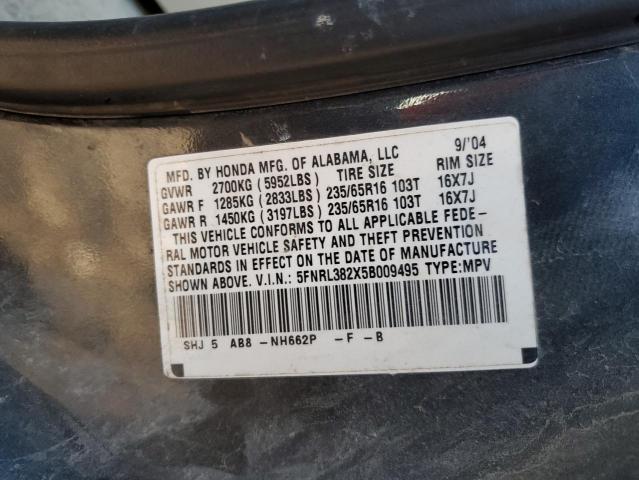 MFD. BY HONDA MFG. OF ALABAMA, LLC 9/'04
GVWR 2700KG (5952LBS) TIRE SIZE RIM SIZE
GAWR F 1285KG (2833LBS) 235/65R16 103T 16X7J
GAWR R 1450KG (3197LBS) 235/65R16 103T 16X7J
THIS VEHICLE CONFORMS TO ALL APPLICABLE FEDE-
RAL MOTOR VEHICLE SAFETY AND THEFT PREVENTION
STANDARDS IN EFFECT ON THE DATE OF MANUFACTURE
SHOWN ABOVE. V.I.N.: 5FNRL382X5B009495 TYPE:MPV
SHJ 5 AB8 -NH662P -F -B